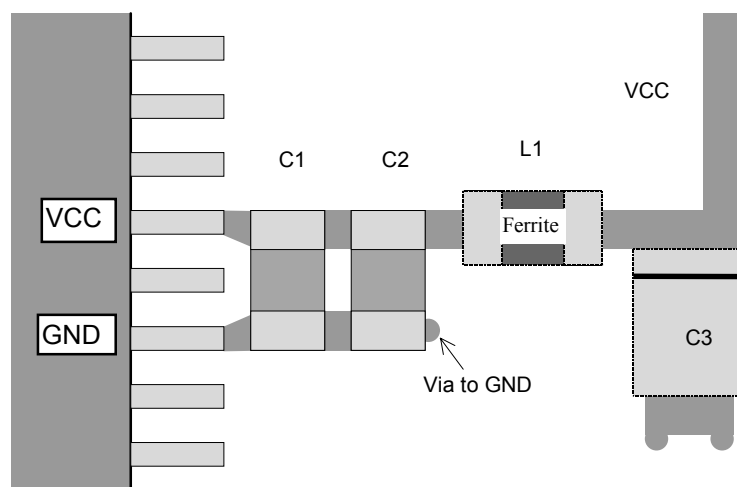 VCC
C1
C2
L1
VCC
Ferrite
GND
C3
Via to GND